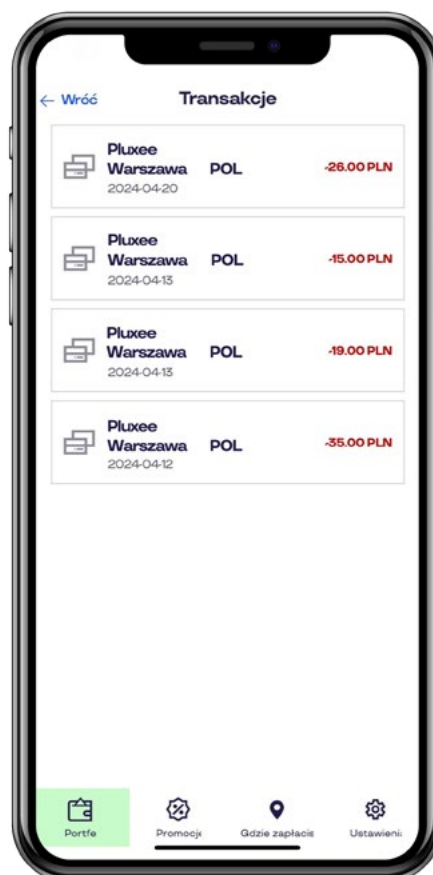 ← Wróć Transakcje
Pluxee
Warszawa POL -26.00 PLN
2024-04-20
Pluxee
Warszawa POL -15.00 PLN
2024-04-13
Pluxee
Warszawa POL -19.00 PLN
2024-04-13
Pluxee
Warszawa POL -35.00 PLN
2024-04-12
Portfe Promocje Gdzie zapłacis Ustawieni